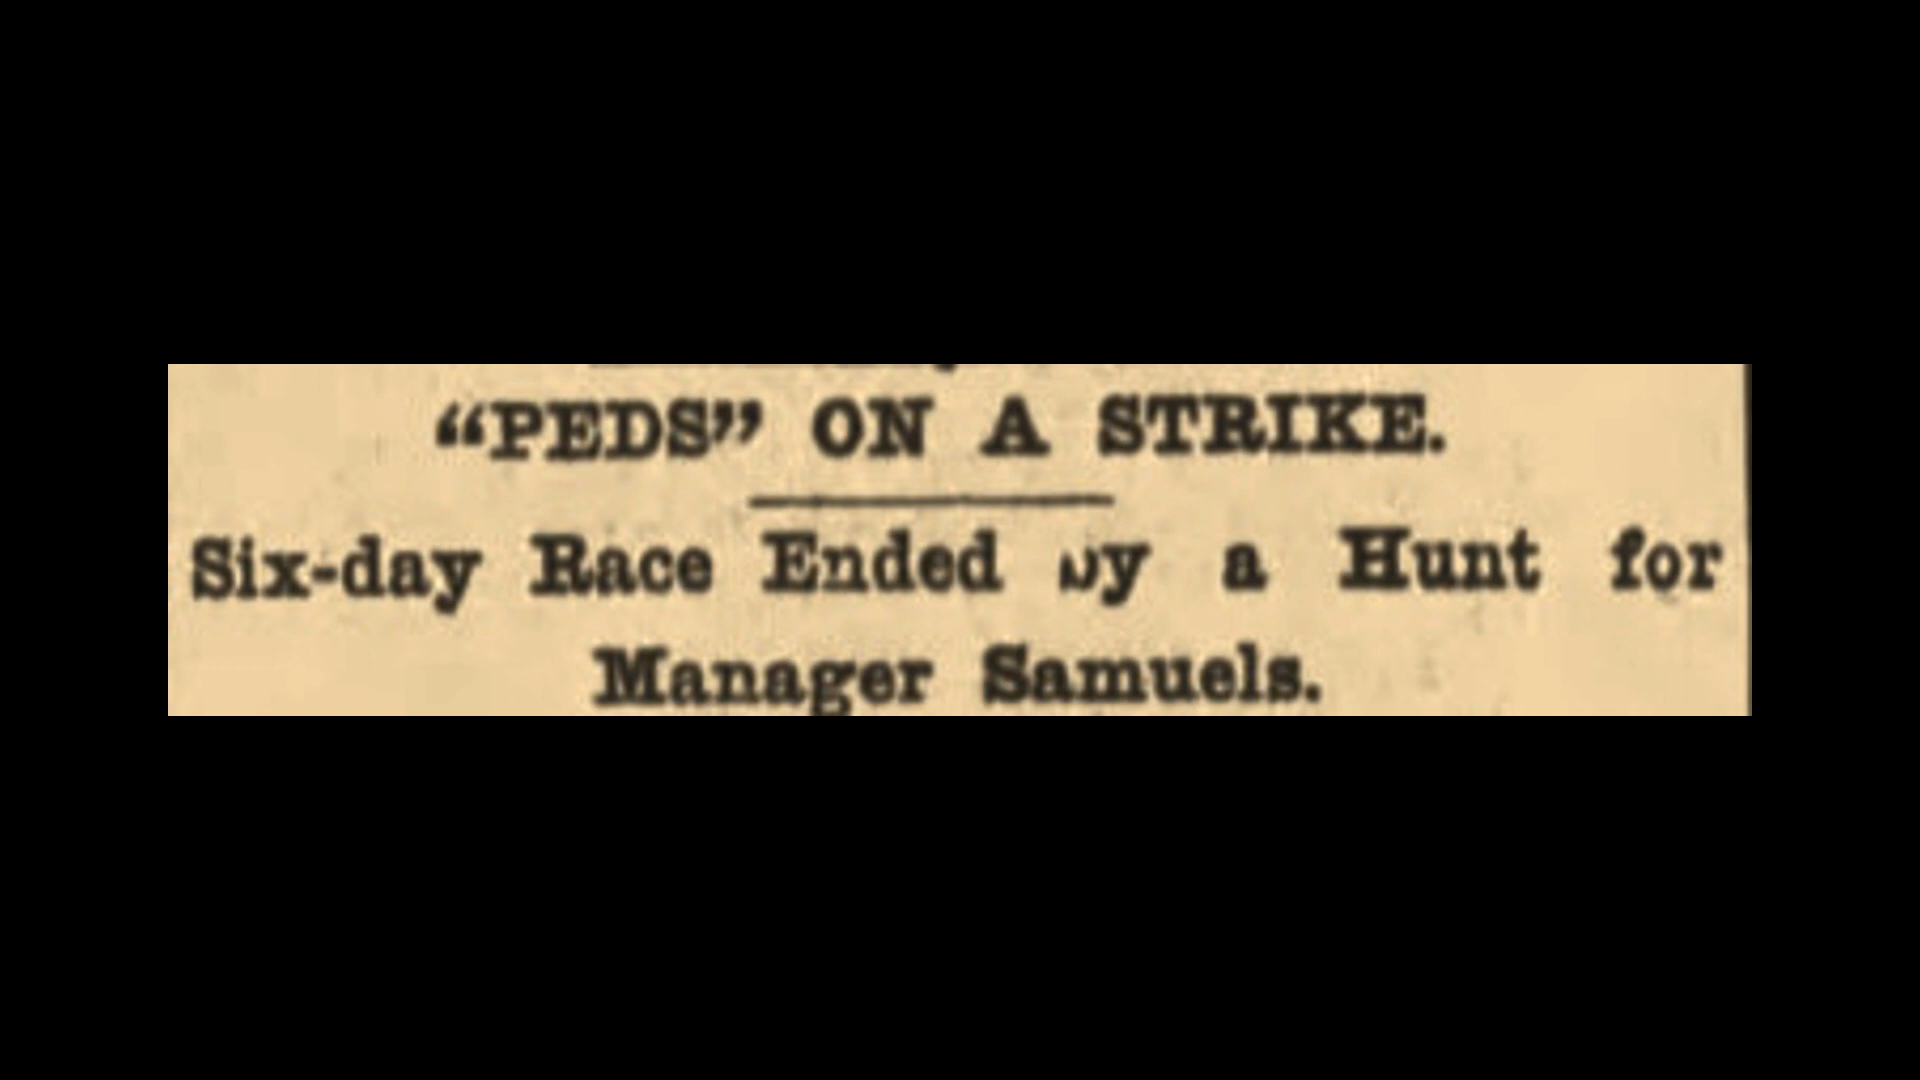 “PEDS” ON A STRIKE.
Six-day Race Ended by a Hunt for
Manager Samuels.